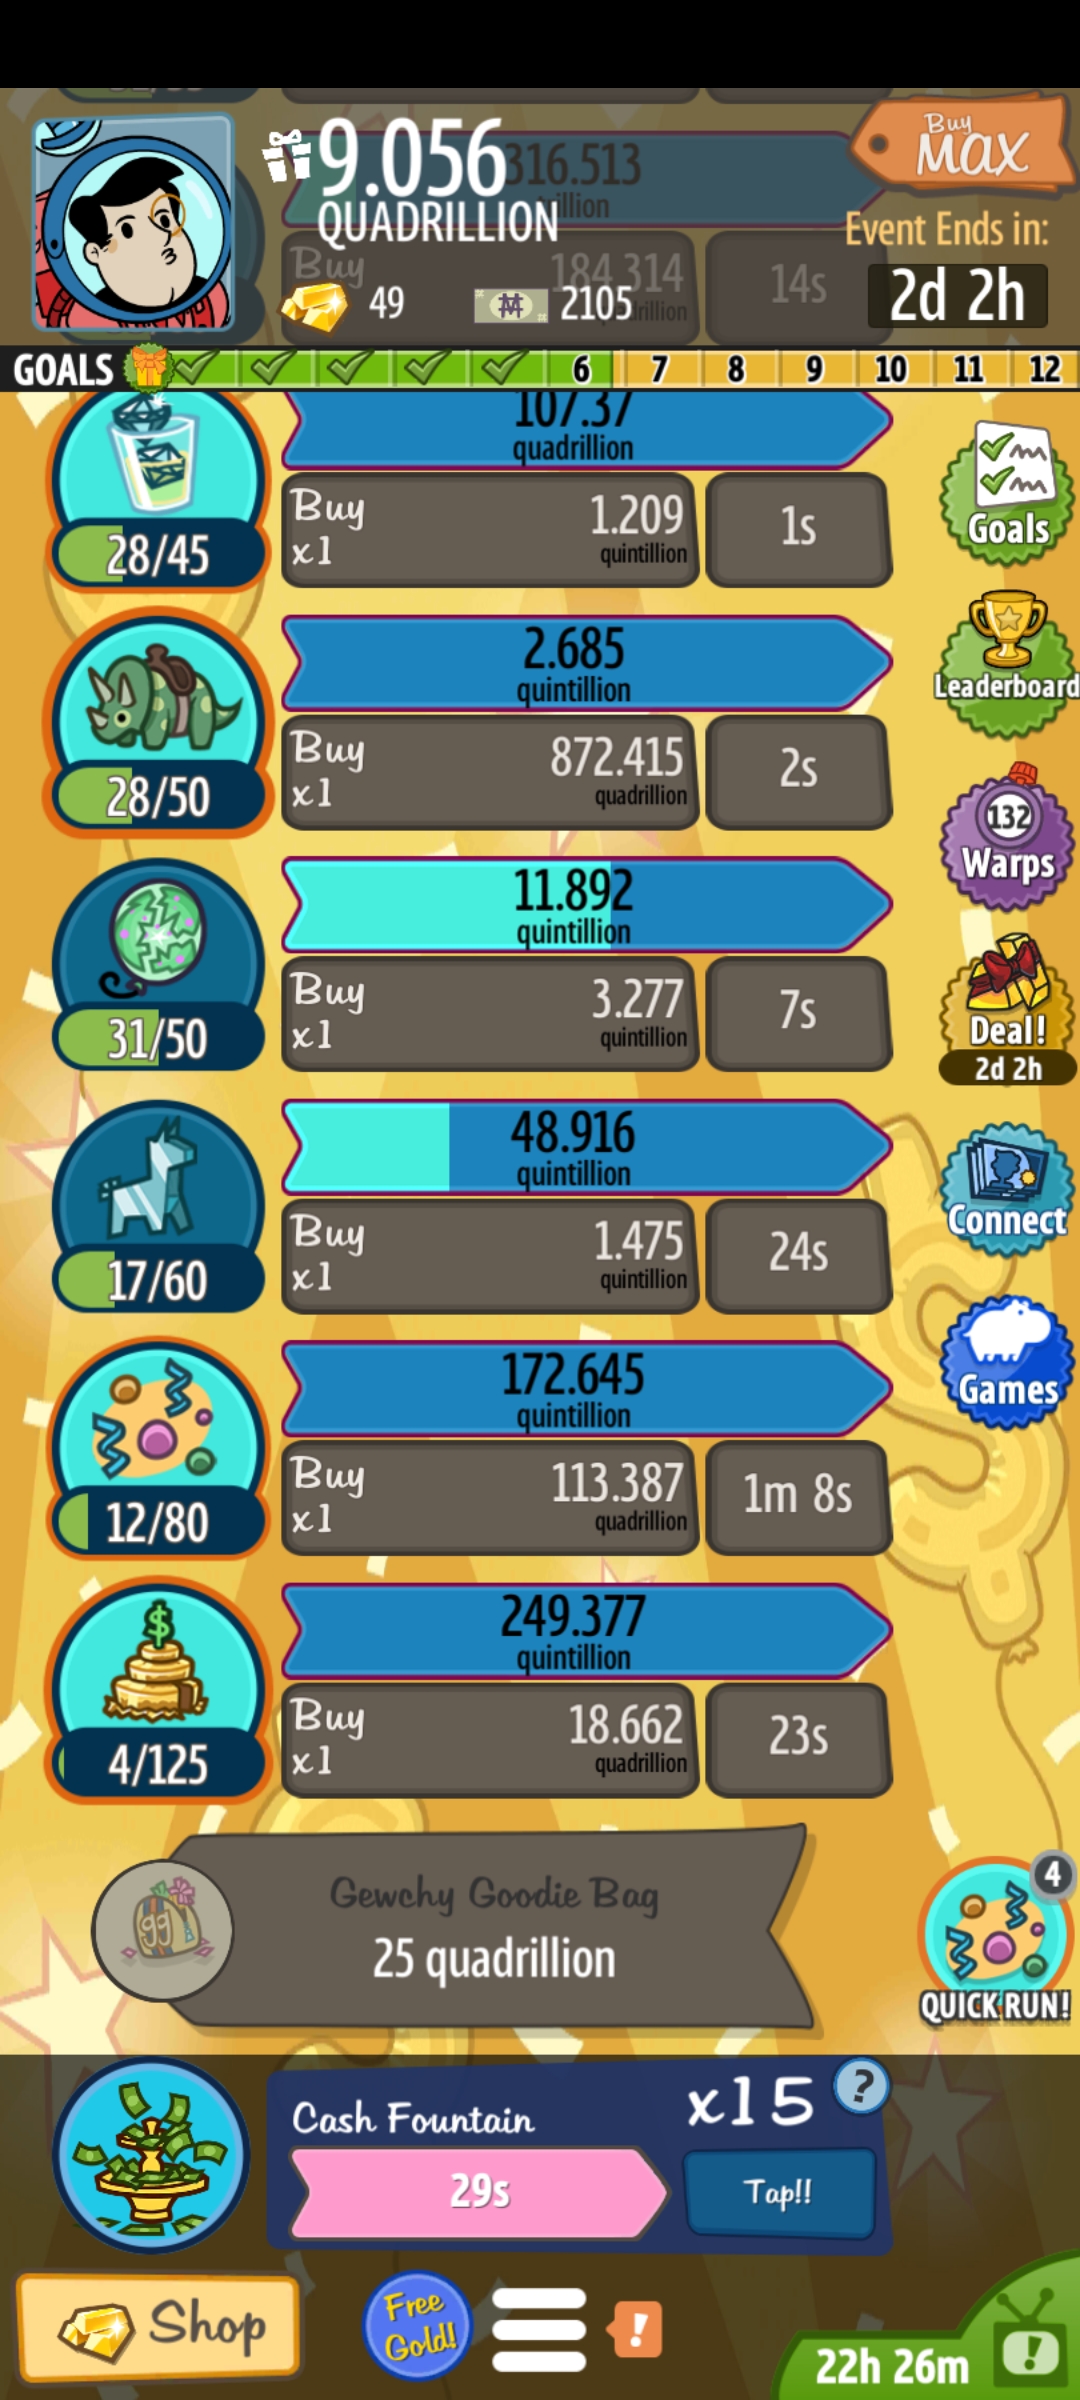 9.056
QUADRILLION
316.513
Buy
184.314
14s
49
2105
Buy
MAX
Event Ends in:
2d 2h
GOALS
6 7 8 9 10 11 12
107.37
quadrillion
28/45
Buy
x1
1.209
quintillion
1s
Goals
2.685
quintillion
28/50
Buy
x1
872.415
quadrillion
2s
Leaderboard
11.892
quintillion
31/50
Buy
x1
3.277
quintillion
7s
132
Warps
Deal!
2d 2h
48.916
quintillion
17/60
Buy
x1
1.475
quintillion
24s
Connect
172.645
quintillion
12/80
Buy
x1
113.387
quadrillion
1m 8s
Games
$
249.377
quintillion
4/125
Buy
x1
18.662
quadrillion
23s
gg
Gewchy Goodie Bag
25 quadrillion
4
QUICK RUN!
Cash Fountain
x15
?
29s
Tap!!
Shop
Free
Gold!
!
22h 26m
!